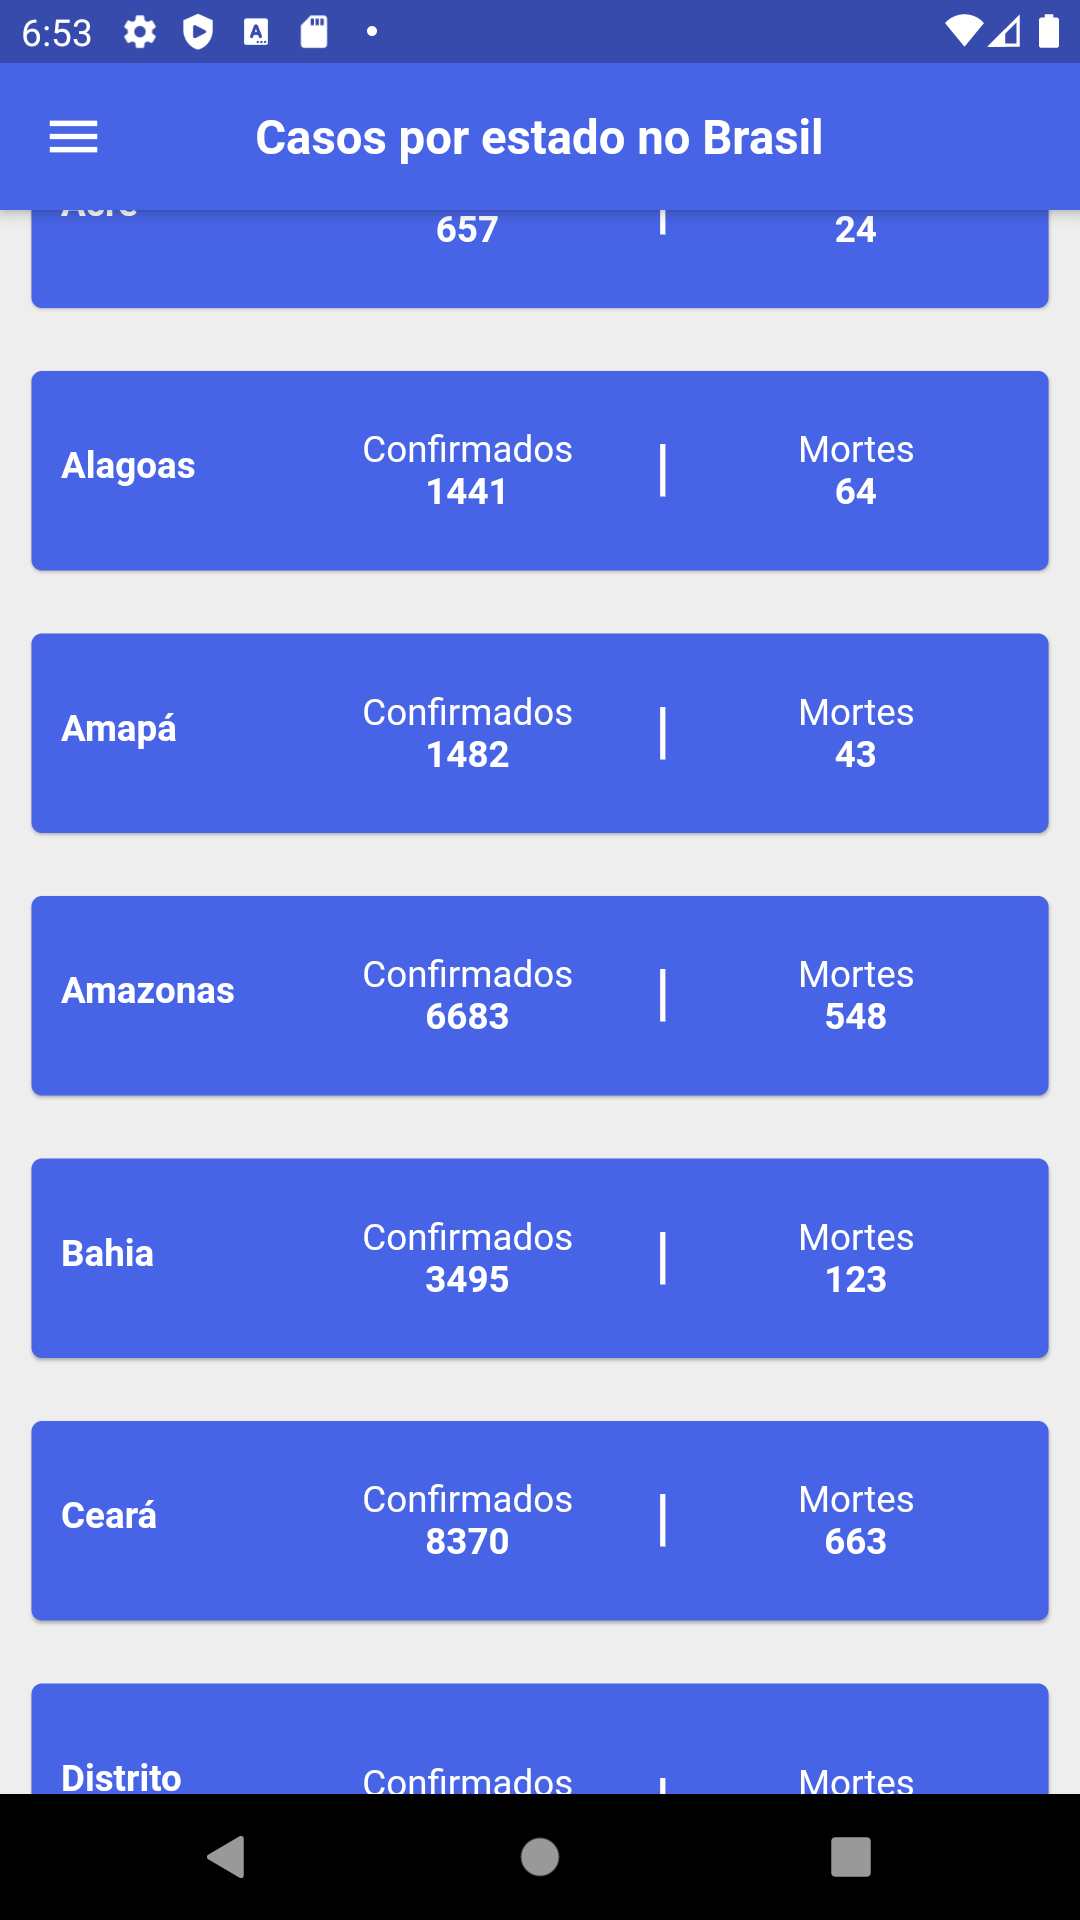 6:53
Casos por estado no Brasil
Acre
657 | 24
Alagoas
Confirmados | Mortes
1441 64
Amapá
Confirmados | Mortes
1482 43
Amazonas
Confirmados | Mortes
6683 548
Bahia
Confirmados | Mortes
3495 123
Ceará
Confirmados | Mortes
8370 663
Distrito
Confirmados | Mortes